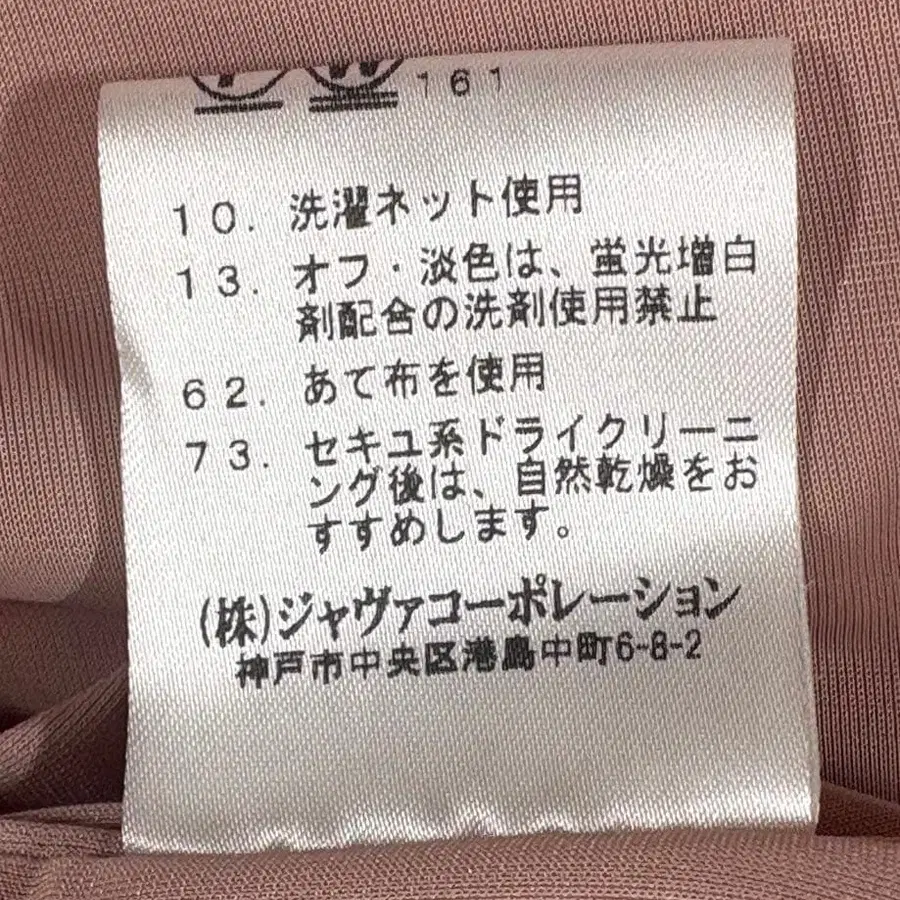 161
10. 洗濯ネット使用
13. オフ・淡色は、蛍光増白
剤配合の洗剤使用禁止
62. あて布を使用
73. セキユ系ドライクリーニ
ング後は、自然乾燥をお
すすめします。
(株)ジャヴァコーポレーション
神戸市中央区港島中町6-8-2